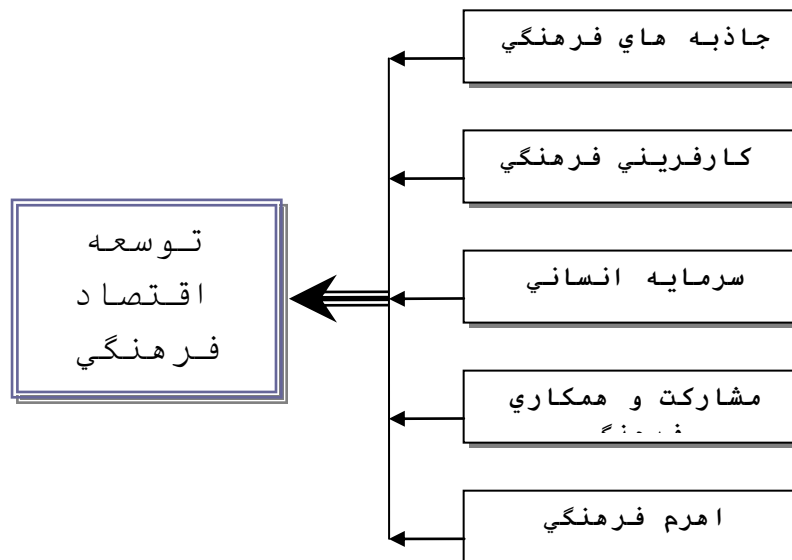 جاذبه هاي فرهنگي
كارفريني فرهنگي
سرمايه انساني
مشاركت و همكاري
اهرم فرهنگي
توسعه
اقتصاد
فرهنگي